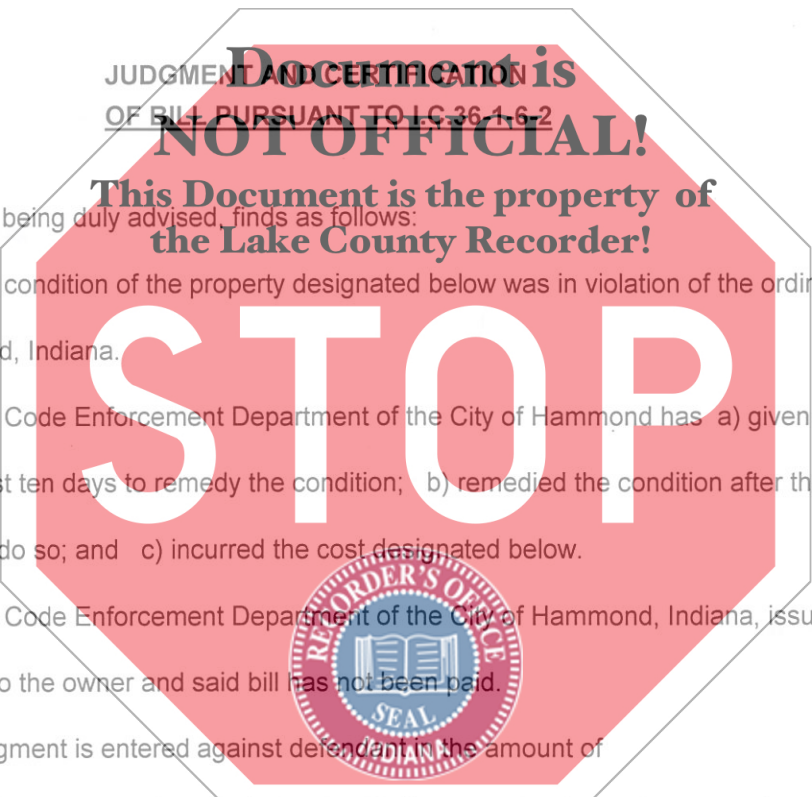 JUDGMENT AND CERTIFICATION
OF BILL PURSUANT TO I.C.36-1-6-2
Document is
NOT OFFICIAL!
This Document is the property of
the Lake County Recorder!
being duly advised, finds as follows:
condition of the property designated below was in violation of the ordin
d, Indiana.
STOP
Code Enforcement Department of the City of Hammond has a) given
t ten days to remedy the condition; b) remedied the condition after th
do so; and c) incurred the cost designated below.
Code Enforcement Department of the City of Hammond, Indiana, issu
o the owner and said bill has not been paid.
gment is entered against defendant in the amount of
RECORDER'S OFFICE
SEAL
INDIANA